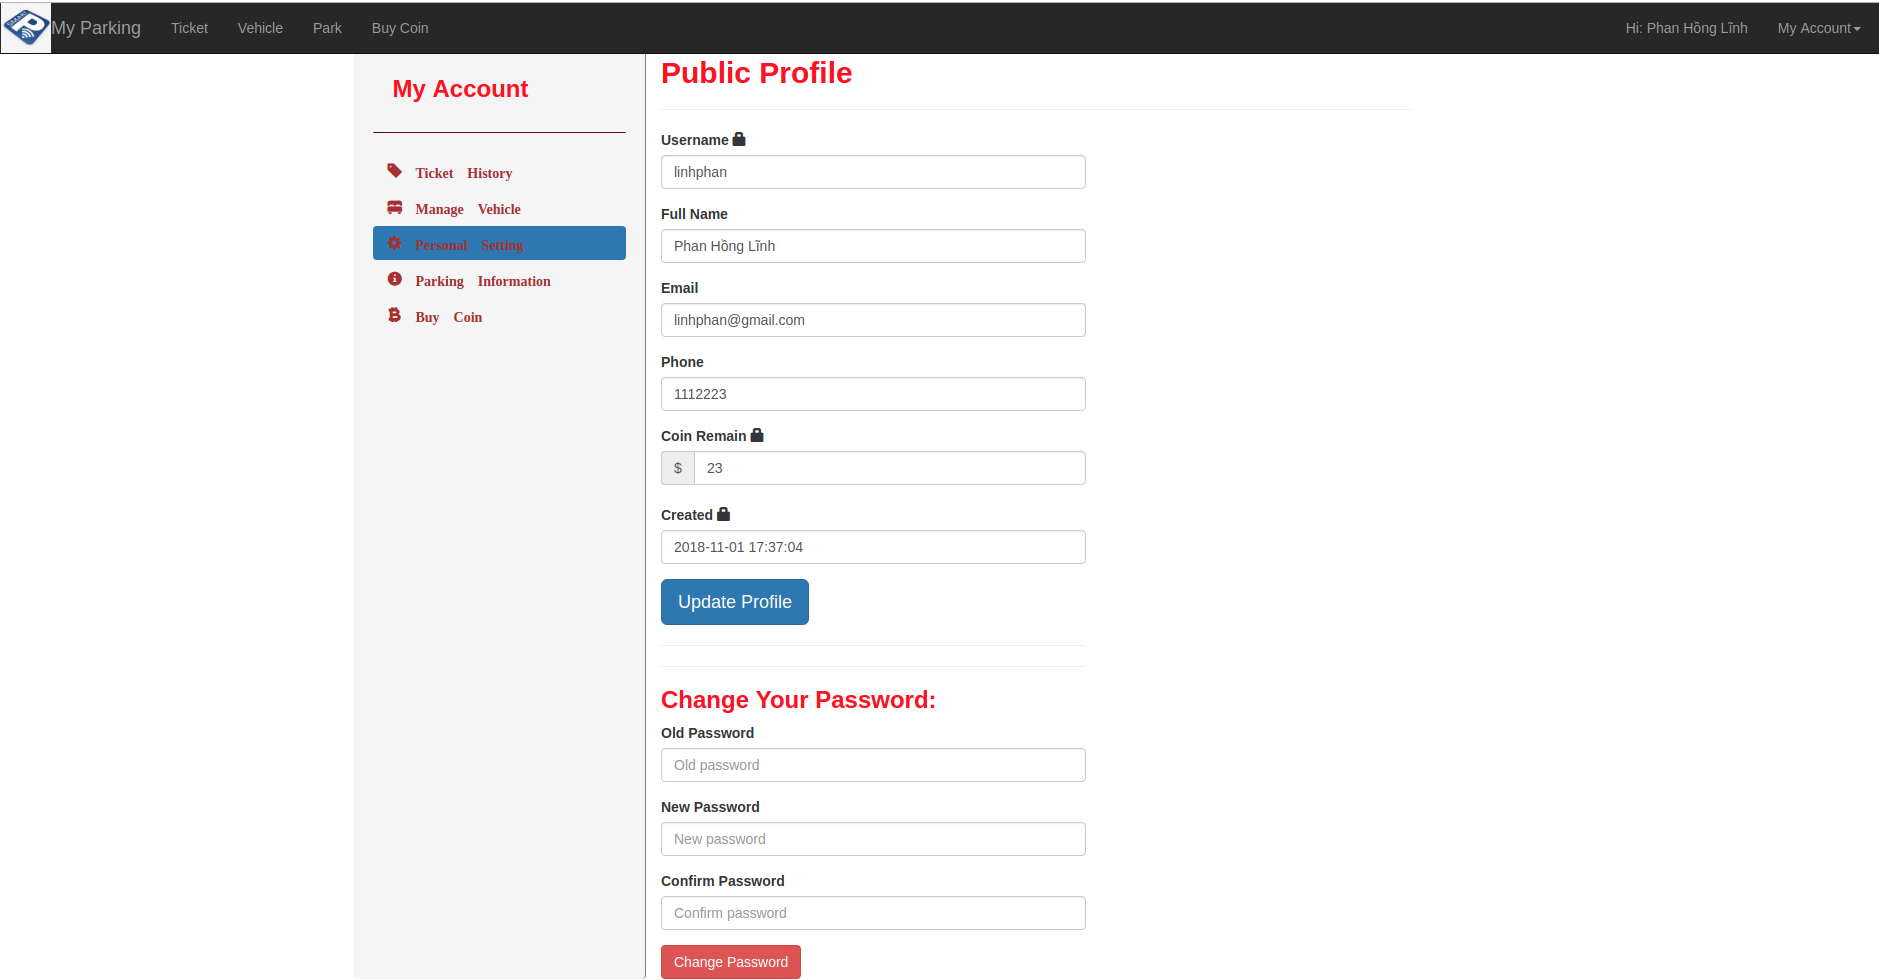 My Parking Ticket Vehicle Park Buy Coin Hi: Phan Hồng Lĩnh My Account
My Account
Ticket History
Manage Vehicle
Personal Setting
Parking Information
Buy Coin
Public Profile
Username
linhphan
Full Name
Phan Hồng Lĩnh
Email
linhphan@gmail.com
Phone
1112223
Coin Remain
$ 23
Created
2018-11-01 17:37:04
Update Profile
Change Your Password:
Old Password
Old password
New Password
New password
Confirm Password
Confirm password
Change Password